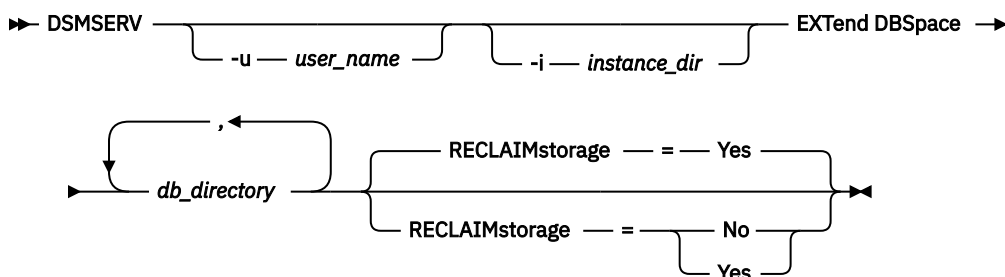 DSMSERV
-u user_name
-i instance_dir
EXTend DBSpace
,
db_directory
RECLAIMstorage = Yes
RECLAIMstorage = No
Yes